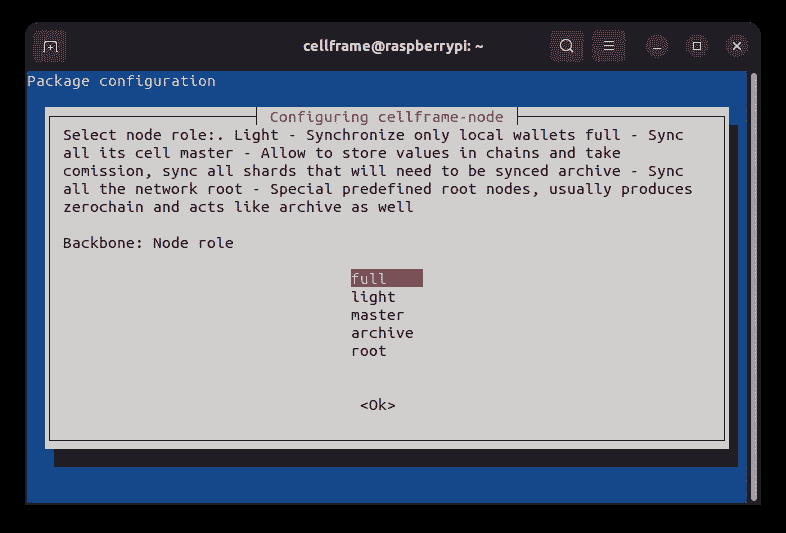 cellframe@raspberrypi: ~
Package configuration
Configuring cellframe-node
Select node role:. Light - Synchronize only local wallets full - Sync
all its cell master - Allow to store values in chains and take
comission, sync all shards that will need to be synced archive - Sync
all the network root - Special predefined root nodes, usually produces
zerochain and acts like archive as well
Backbone: Node role
full
light
master
archive
root
<Ok>